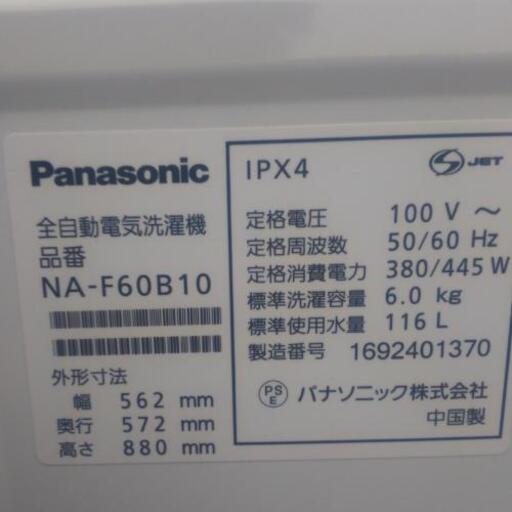 Panasonic
全自動電気洗濯機
品番
NA-F60B10
外形寸法
幅 562 mm
奥行 572 mm
高さ 880 mm
IPX4
S JET
定格電圧 100 V ~
定格周波数 50/60 Hz
定格消費電力 380/445 W
標準洗濯容量 6.0 kg
標準使用水量 116 L
製造番号 1692401370
PS E パナソニック株式会社
中国製